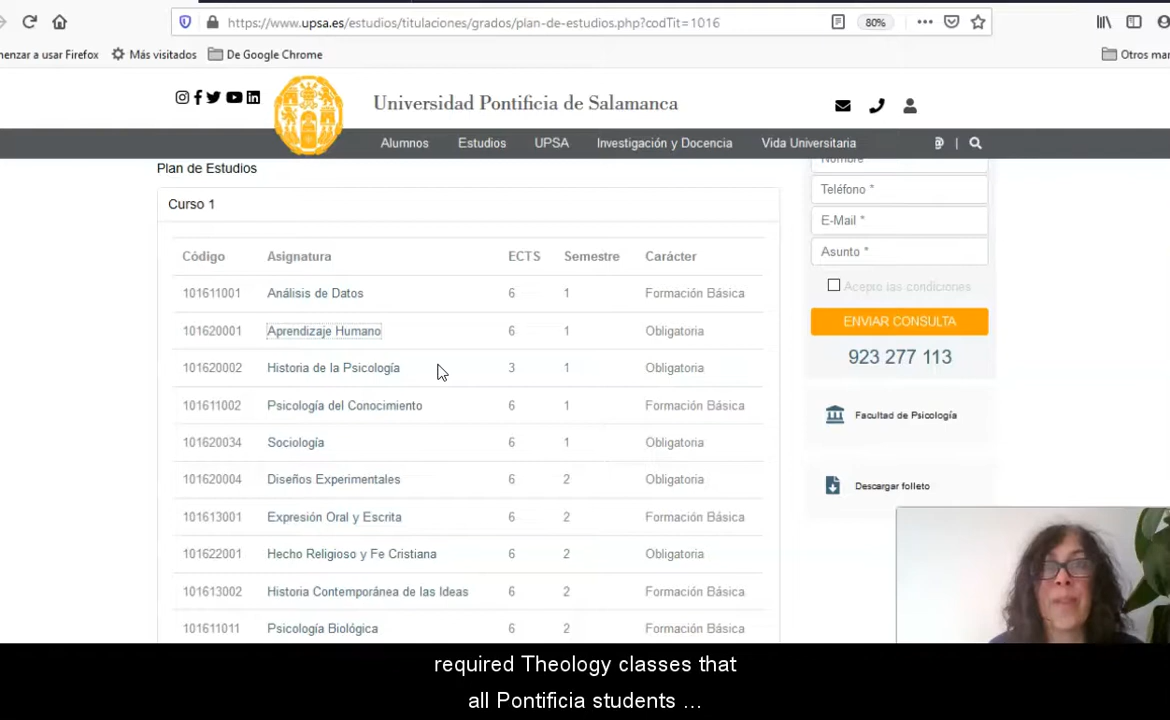 https://www.upsa.es/estudios/titulaciones/grados/plan-de-estudios.php?codTit=1016
80%
menzar a usar Firefox
Más visitados
De Google Chrome
Otros mar
Universidad Pontificia de Salamanca
Alumnos
Estudios
UPSA
Investigación y Docencia
Vida Universitaria
@ |
Plan de Estudios
Nombre
Teléfono *
Curso 1
E-Mail *
Asunto *
Código Asignatura ECTS Semestre Carácter
Acepto las condiciones
101611001 Análisis de Datos 6 1 Formación Básica
ENVIAR CONSULTA
101620001 Aprendizaje Humano 6 1 Obligatoria
923 277 113
101620002 Historia de la Psicología 3 1 Obligatoria
101611002 Psicología del Conocimiento 6 1 Formación Básica
Facultad de Psicología
101620034 Sociología 6 1 Obligatoria
101620004 Diseños Experimentales 6 2 Obligatoria
Descargar folleto
101613001 Expresión Oral y Escrita 6 2 Formación Básica
101622001 Hecho Religioso y Fe Cristiana 6 2 Obligatoria
101613002 Historia Contemporánea de las Ideas 6 2 Formación Básica
101611011 Psicología Biológica 6 2 Formación Básica
required Theology classes that
all Pontificia students ...